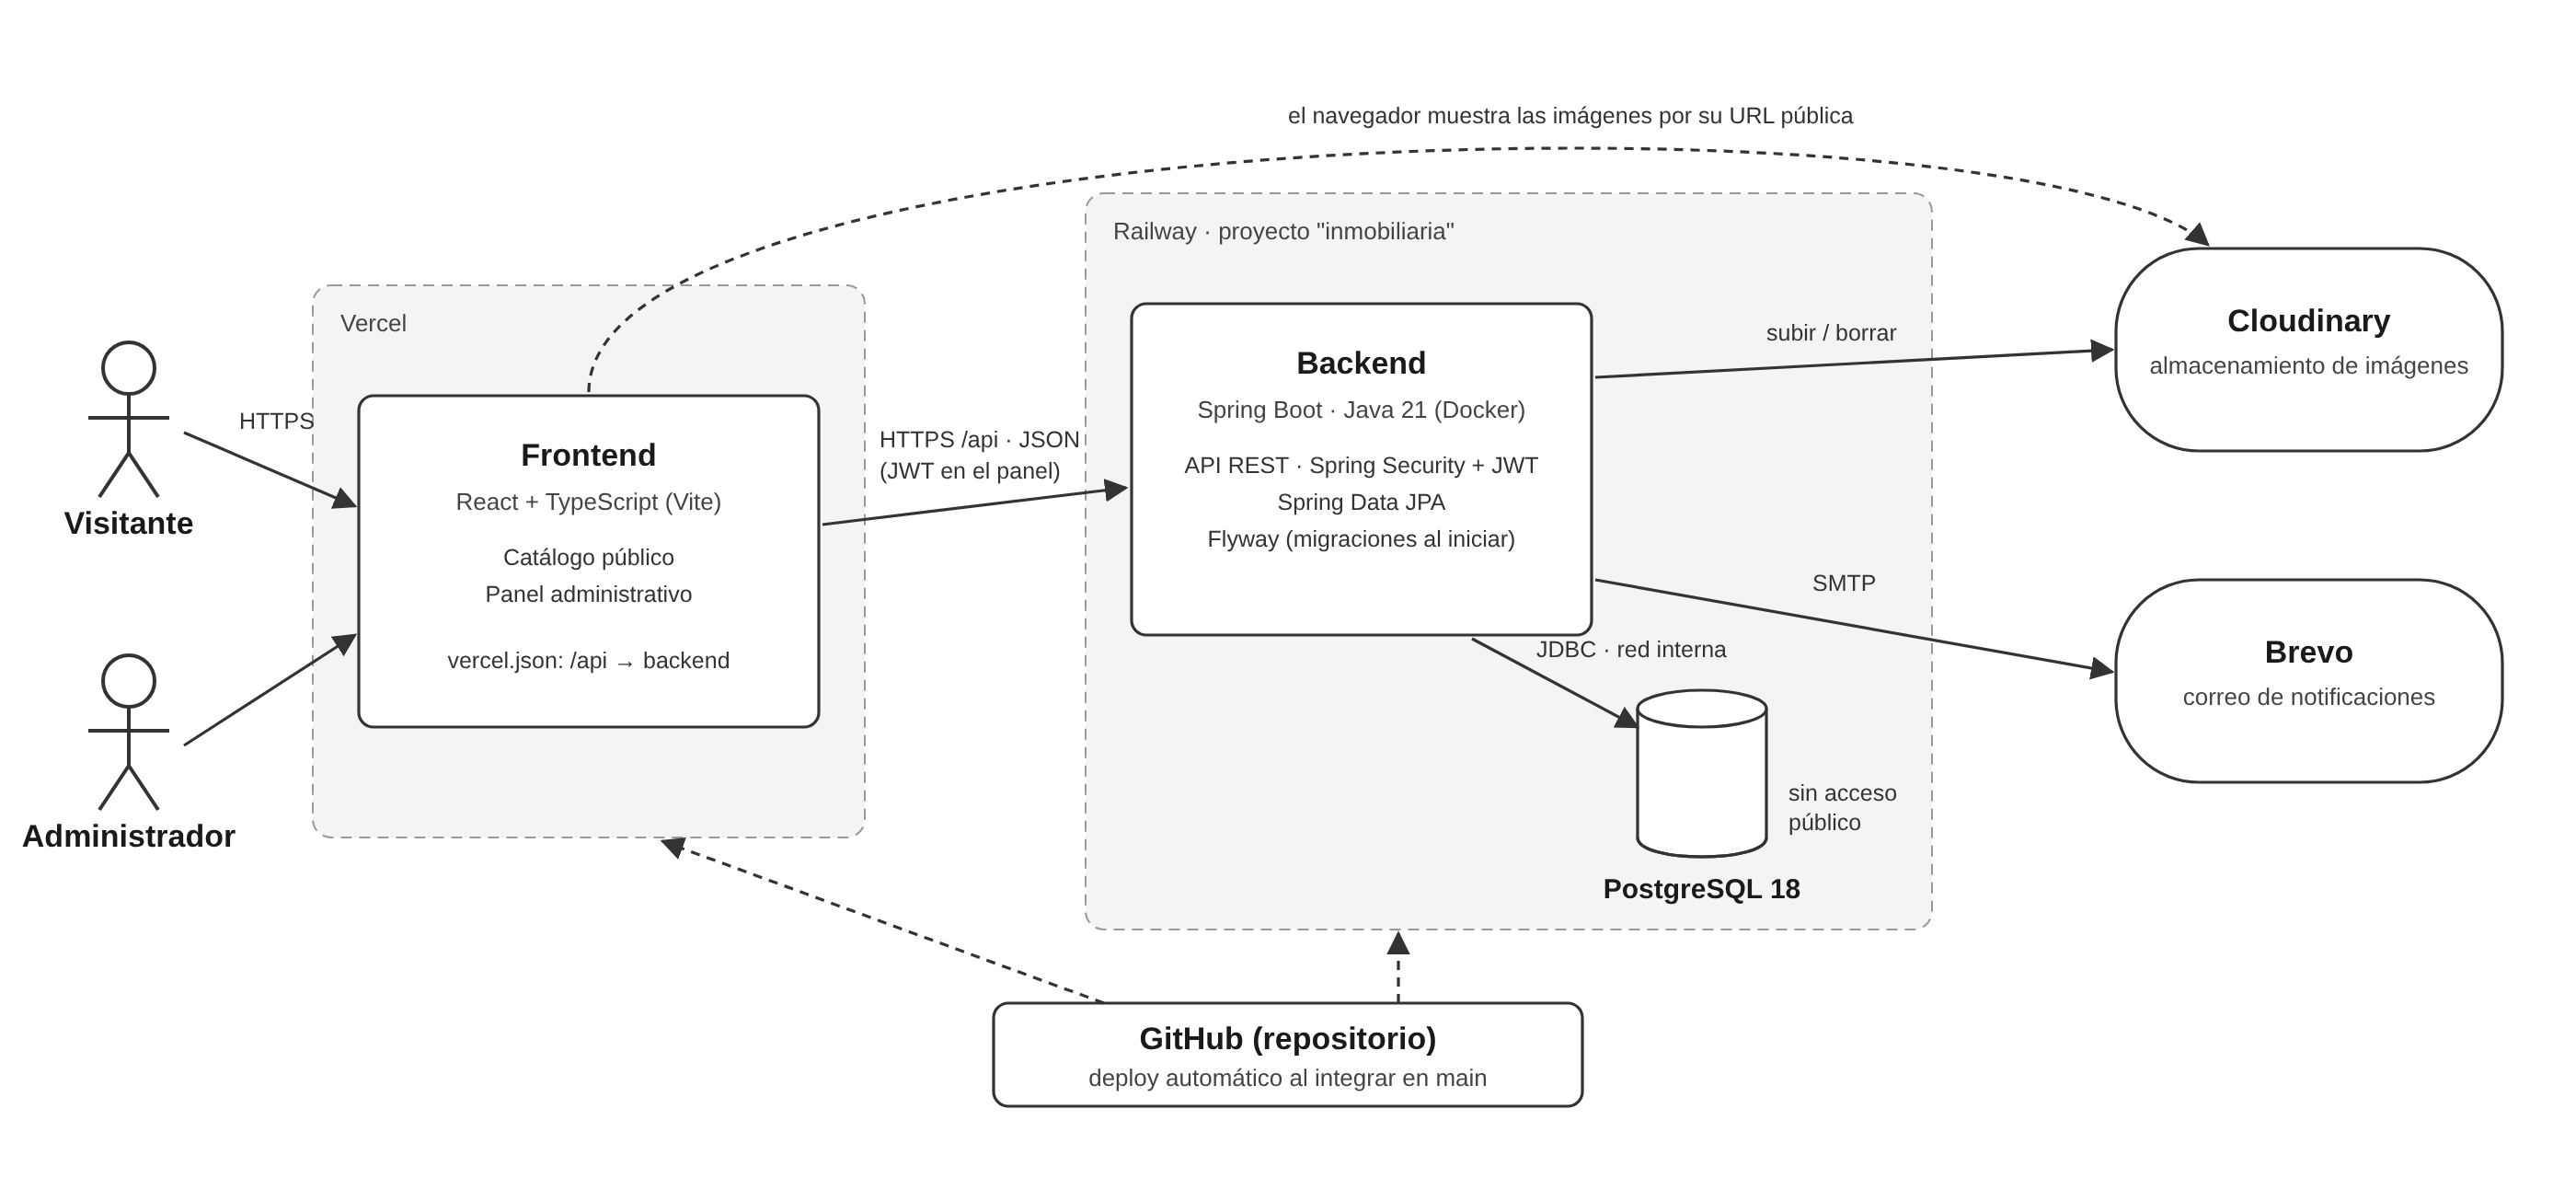 el navegador muestra las imágenes por su URL pública
Vercel
HTTPS
Visitante
Administrador
Frontend
React + TypeScript (Vite)
Catálogo público
Panel administrativo
vercel.json: /api → backend
HTTPS /api · JSON
(JWT en el panel)
Railway · proyecto "inmobiliaria"
Backend
Spring Boot · Java 21 (Docker)
API REST · Spring Security + JWT
Spring Data JPA
Flyway (migraciones al iniciar)
subir / borrar
SMTP
JDBC · red interna
sin acceso
público
PostgreSQL 18
Cloudinary
almacenamiento de imágenes
Brevo
correo de notificaciones
GitHub (repositorio)
deploy automático al integrar en main